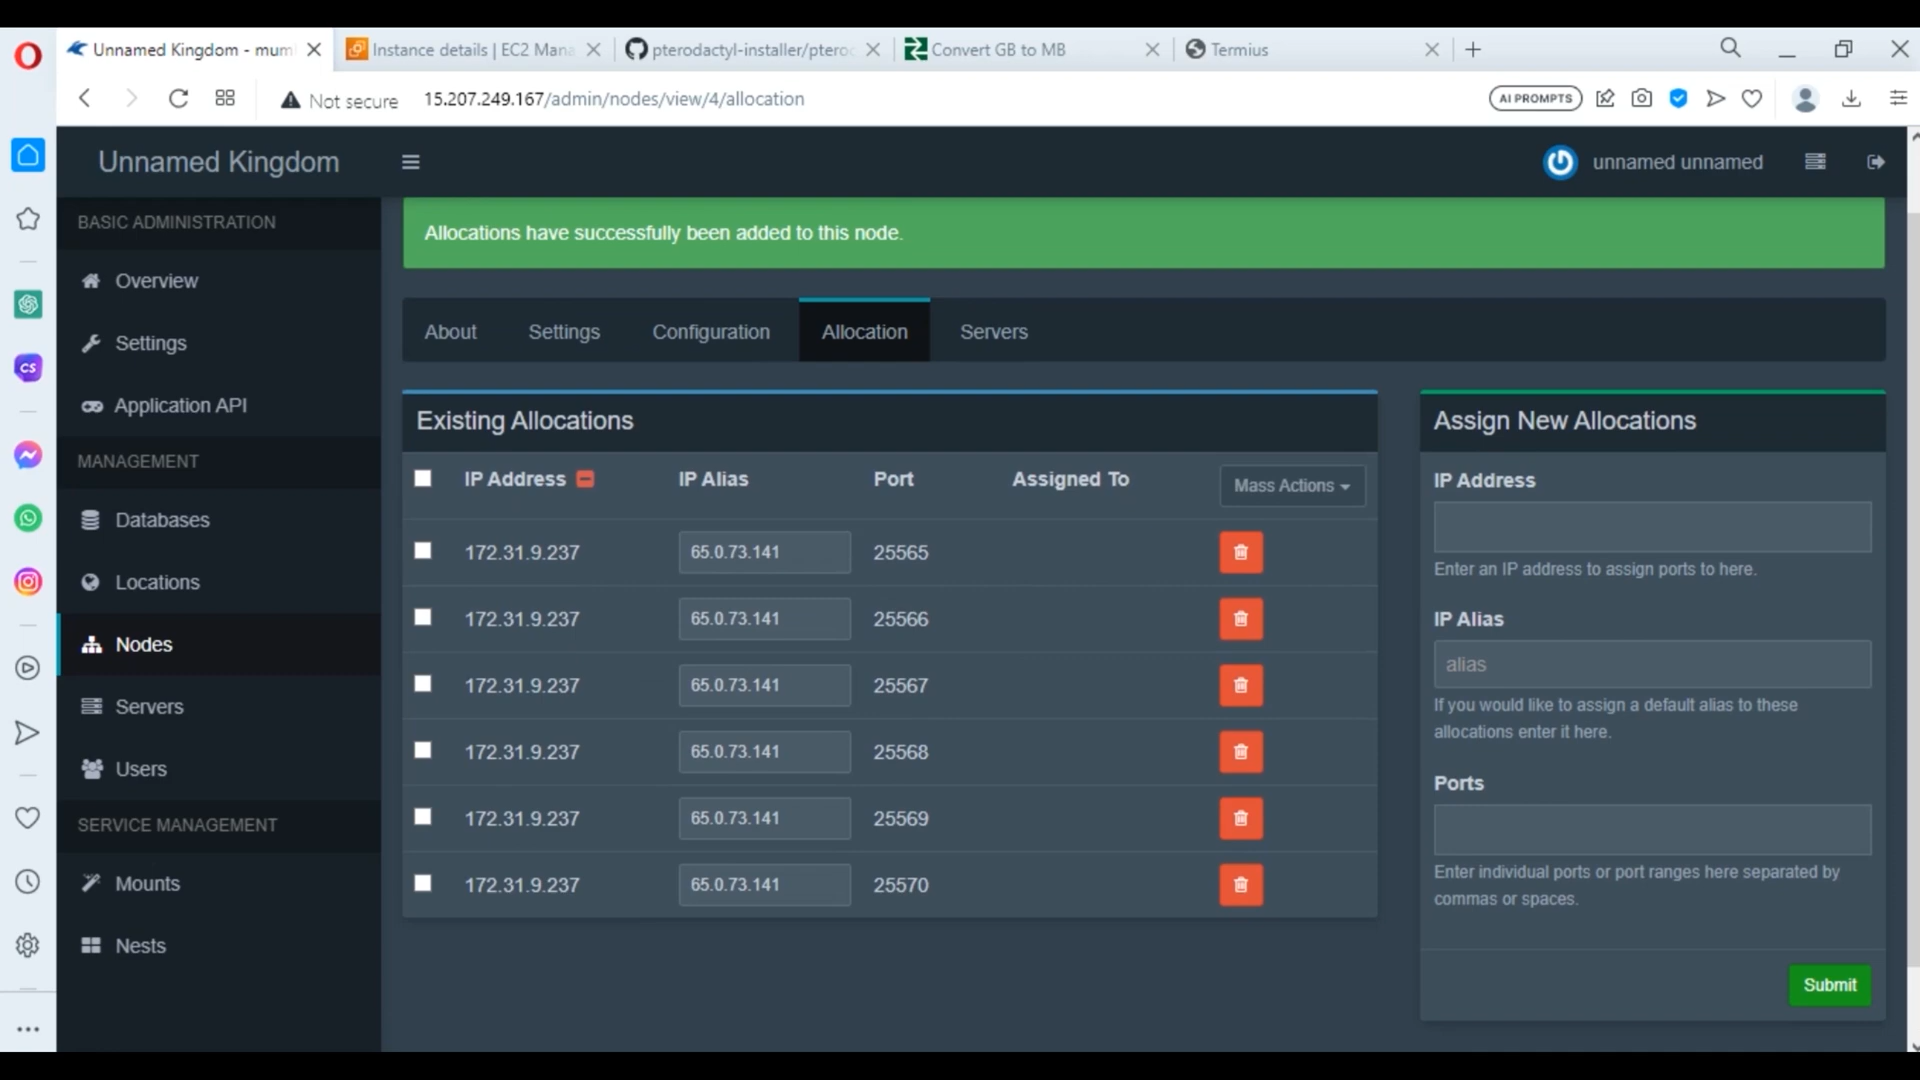 Unnamed Kingdom - mum
Instance details | EC2 Mana
pterodactyl-installer/pteroc
Convert GB to MB
Termius
Not secure
15.207.249.167/admin/nodes/view/4/allocation
AI PROMPTS
Unnamed Kingdom
unnamed unnamed
BASIC ADMINISTRATION
Overview
Settings
Application API
MANAGEMENT
Databases
Locations
Nodes
Servers
Users
SERVICE MANAGEMENT
Mounts
Nests
CS
Allocations have successfully been added to this node.
About Settings Configuration Allocation Servers
Existing Allocations
IP Address IP Alias Port Assigned To Mass Actions
172.31.9.237 65.0.73.141 25565
172.31.9.237 65.0.73.141 25566
172.31.9.237 65.0.73.141 25567
172.31.9.237 65.0.73.141 25568
172.31.9.237 65.0.73.141 25569
172.31.9.237 65.0.73.141 25570
Assign New Allocations
IP Address
Enter an IP address to assign ports to here.
IP Alias
alias
If you would like to assign a default alias to these
allocations enter it here.
Ports
Enter individual ports or port ranges here separated by
commas or spaces.
Submit